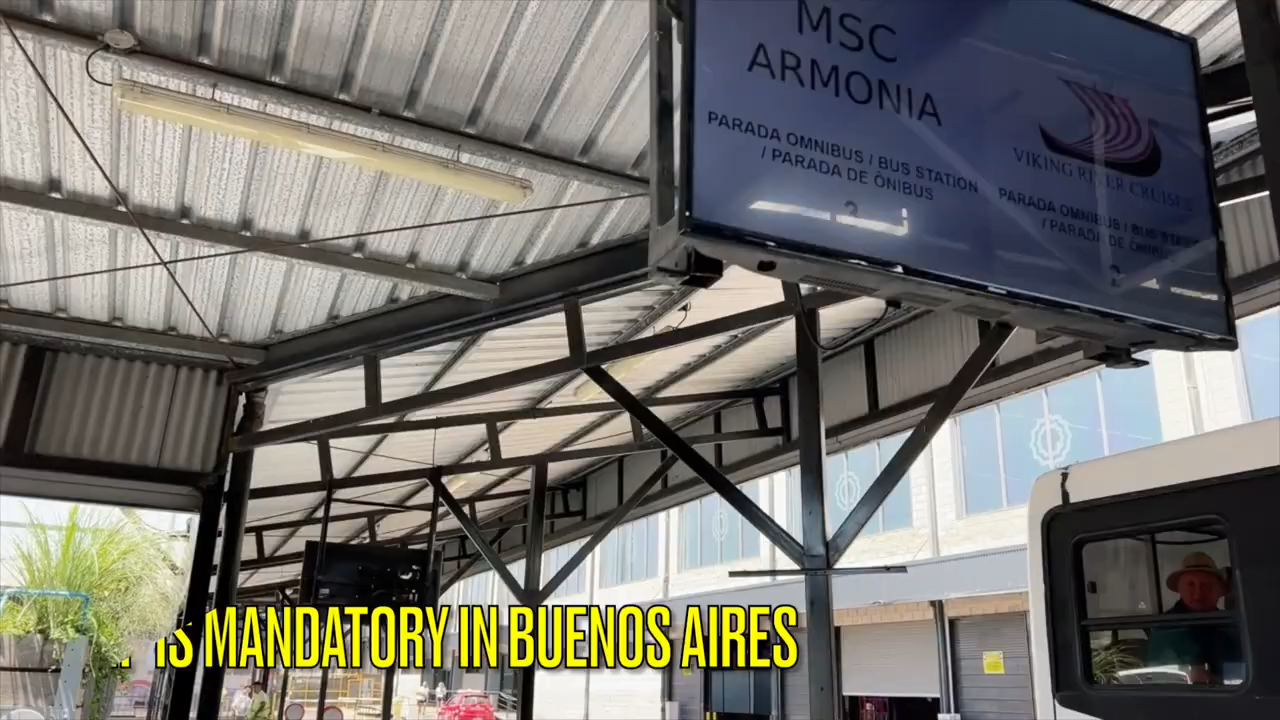 MSC
ARMONIA
PARADA OMNIBUS / BUS STATION
/ PARADA DE ÔNIBUS
2
VIKING RIVER CRUISES
PARADA OMNIBUS / BUS
/ PARADA DE ÔNIBUS
IS MANDATORY IN BUENOS AIRES